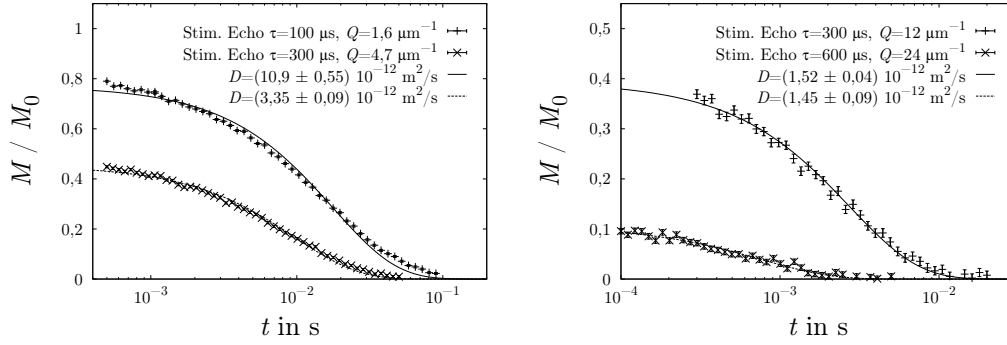 Stim. Echo τ=100 μs, Q=1,6 μm⁻¹
Stim. Echo τ=300 μs, Q=4,7 μm⁻¹
D=(10,9 ± 0,55) 10⁻¹² m²/s
D=(3,35 ± 0,09) 10⁻¹² m²/s
1
0,8
0,6
0,4
0,2
0
M / M₀
10⁻³
10⁻²
10⁻¹
t in s
Stim. Echo τ=300 μs, Q=12 μm⁻¹
Stim. Echo τ=600 μs, Q=24 μm⁻¹
D=(1,52 ± 0,04) 10⁻¹² m²/s
D=(1,45 ± 0,09) 10⁻¹² m²/s
0,5
0,4
0,3
0,2
0,1
0
M / M₀
10⁻⁴
10⁻³
10⁻²
t in s